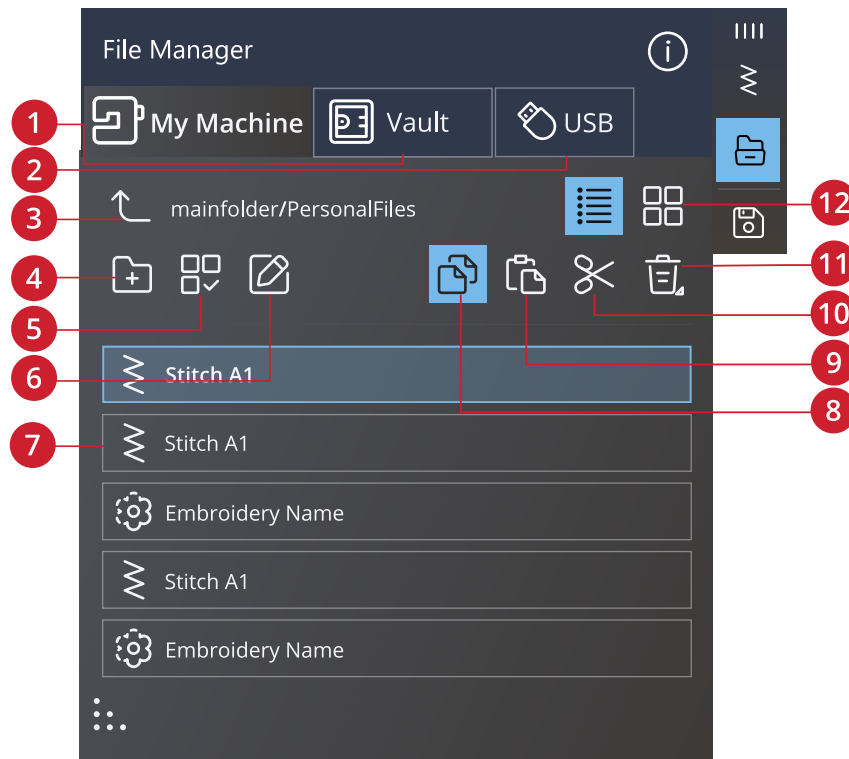 File Manager
My Machine
Vault
USB
1
2
mainfolder/PersonalFiles
3
12
4
11
5
10
6
9
Stitch A1
8
7
Stitch A1
Embroidery Name
Stitch A1
Embroidery Name